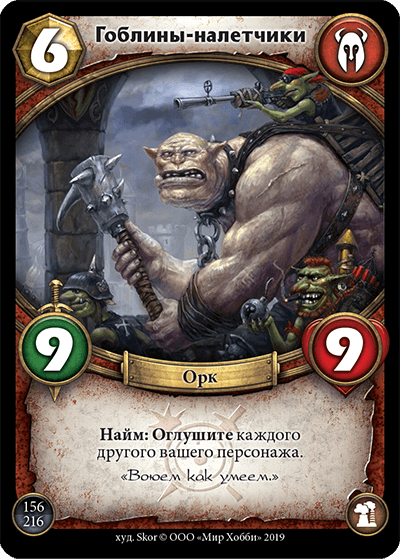 6
Гоблины-налетчики
9
9
Орк
Найм: Оглушите каждого
другого вашего персонажа.
«Воюем как умеем.»
156
216
худ. Skor © ООО «Мир Хобби» 2019